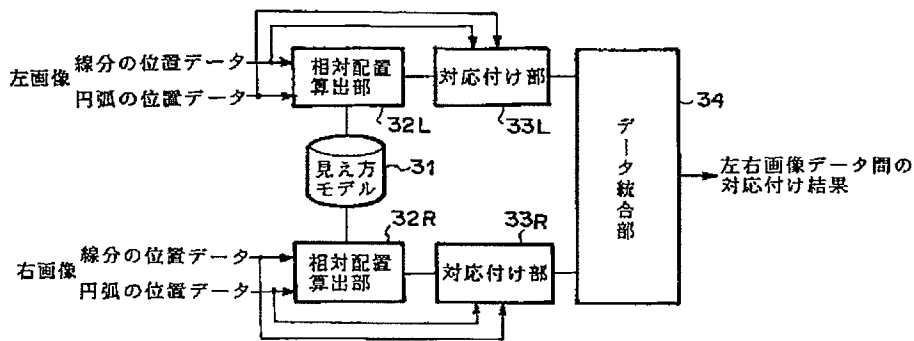 左画像
線分の位置データ
円弧の位置データ
相対配置
算出部
32L
対応付け部
33L
見え方
モデル
31
34
データ統合部
左右画像データ間の
対応付け結果
右画像
線分の位置データ
円弧の位置データ
32R
相対配置
算出部
33R
対応付け部